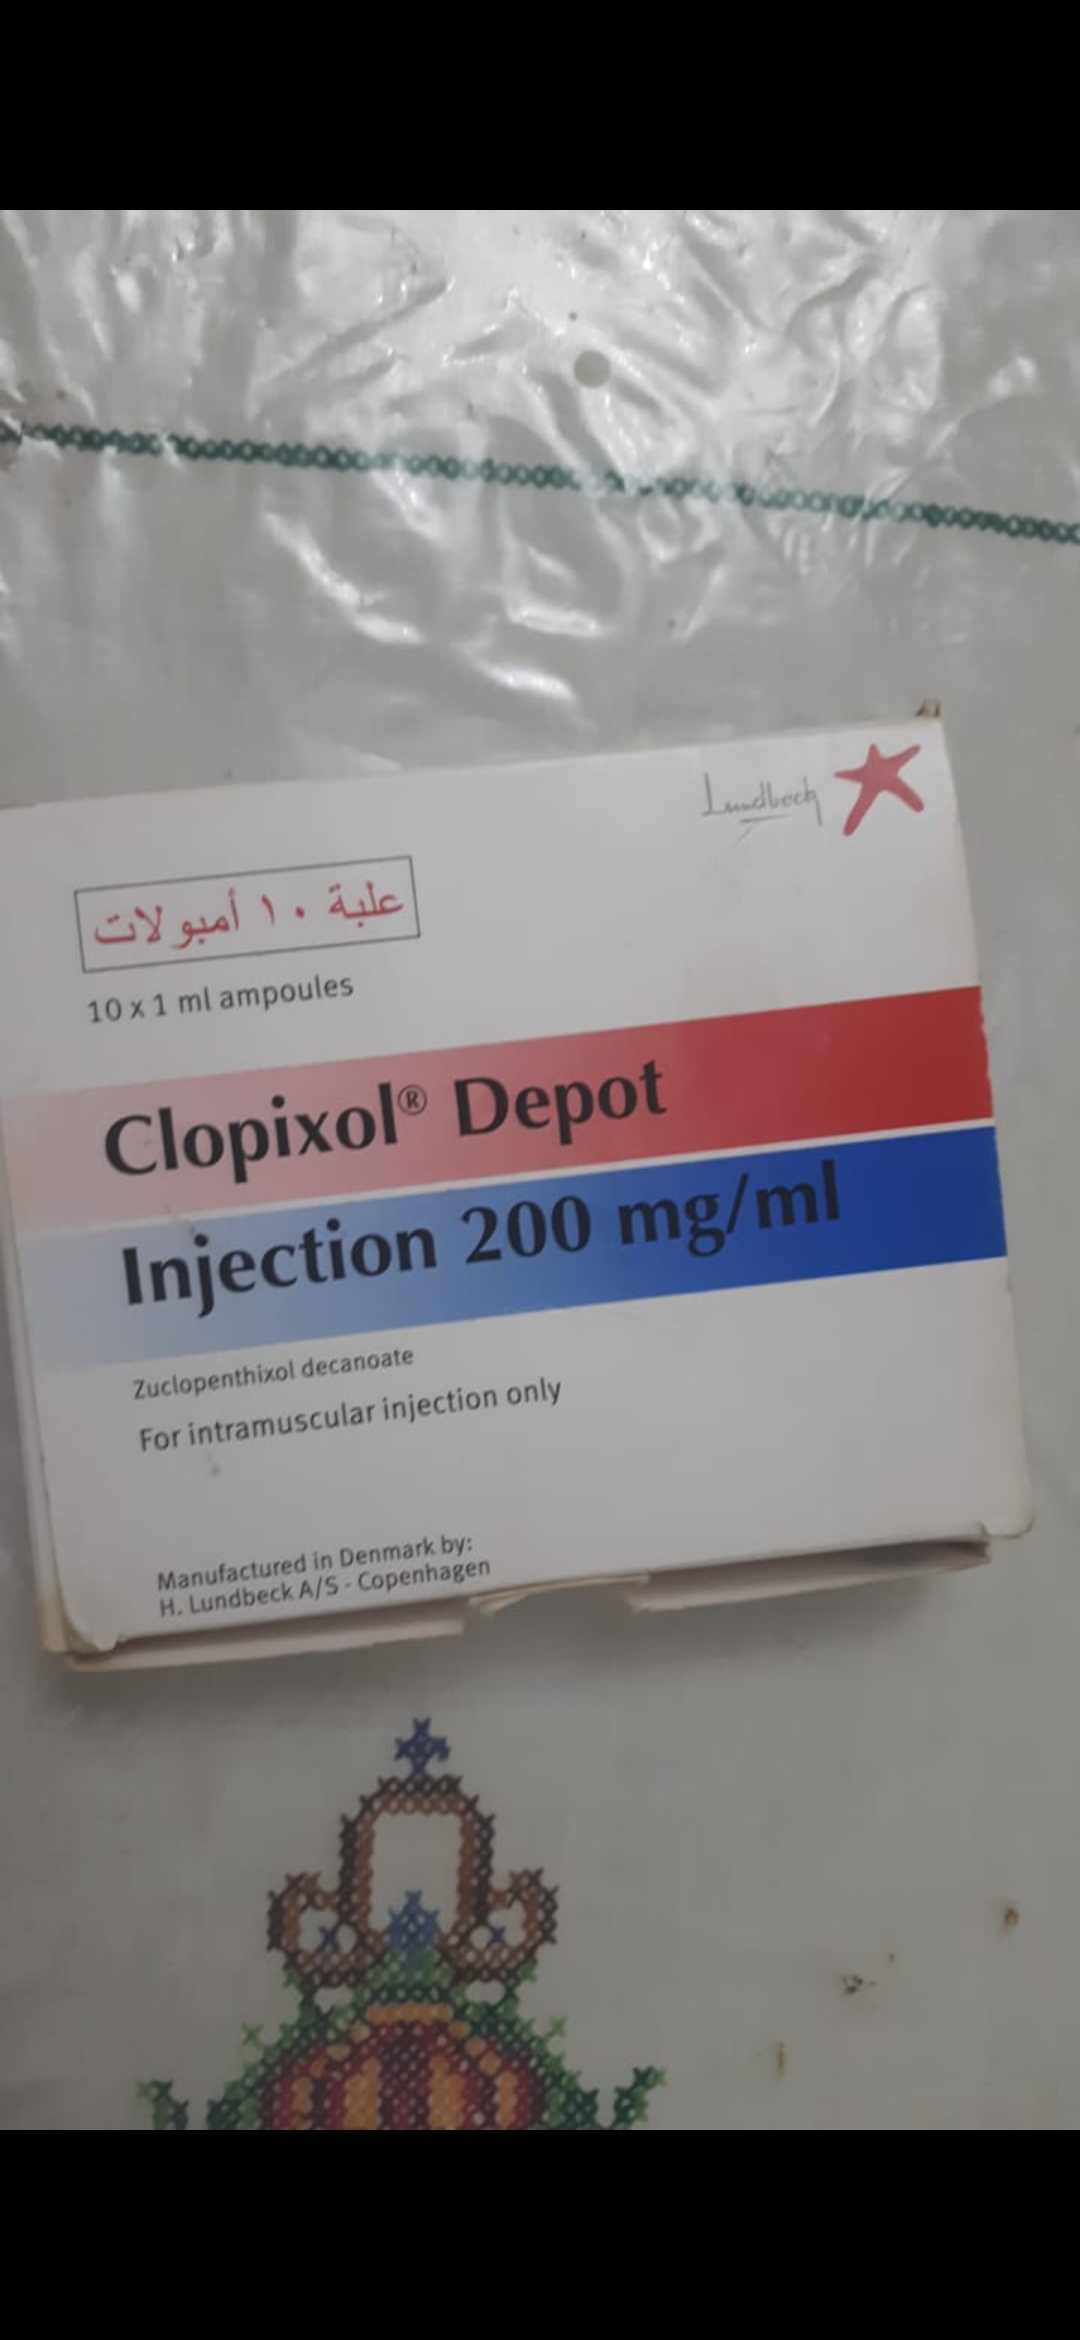 Lundbeck
علبة ١٠ أمبولات
10 x 1 ml ampoules
Clopixol® Depot
Injection 200 mg/ml
Zuclopenthixol decanoate
For intramuscular injection only
Manufactured in Denmark by:
H. Lundbeck A/S - Copenhagen